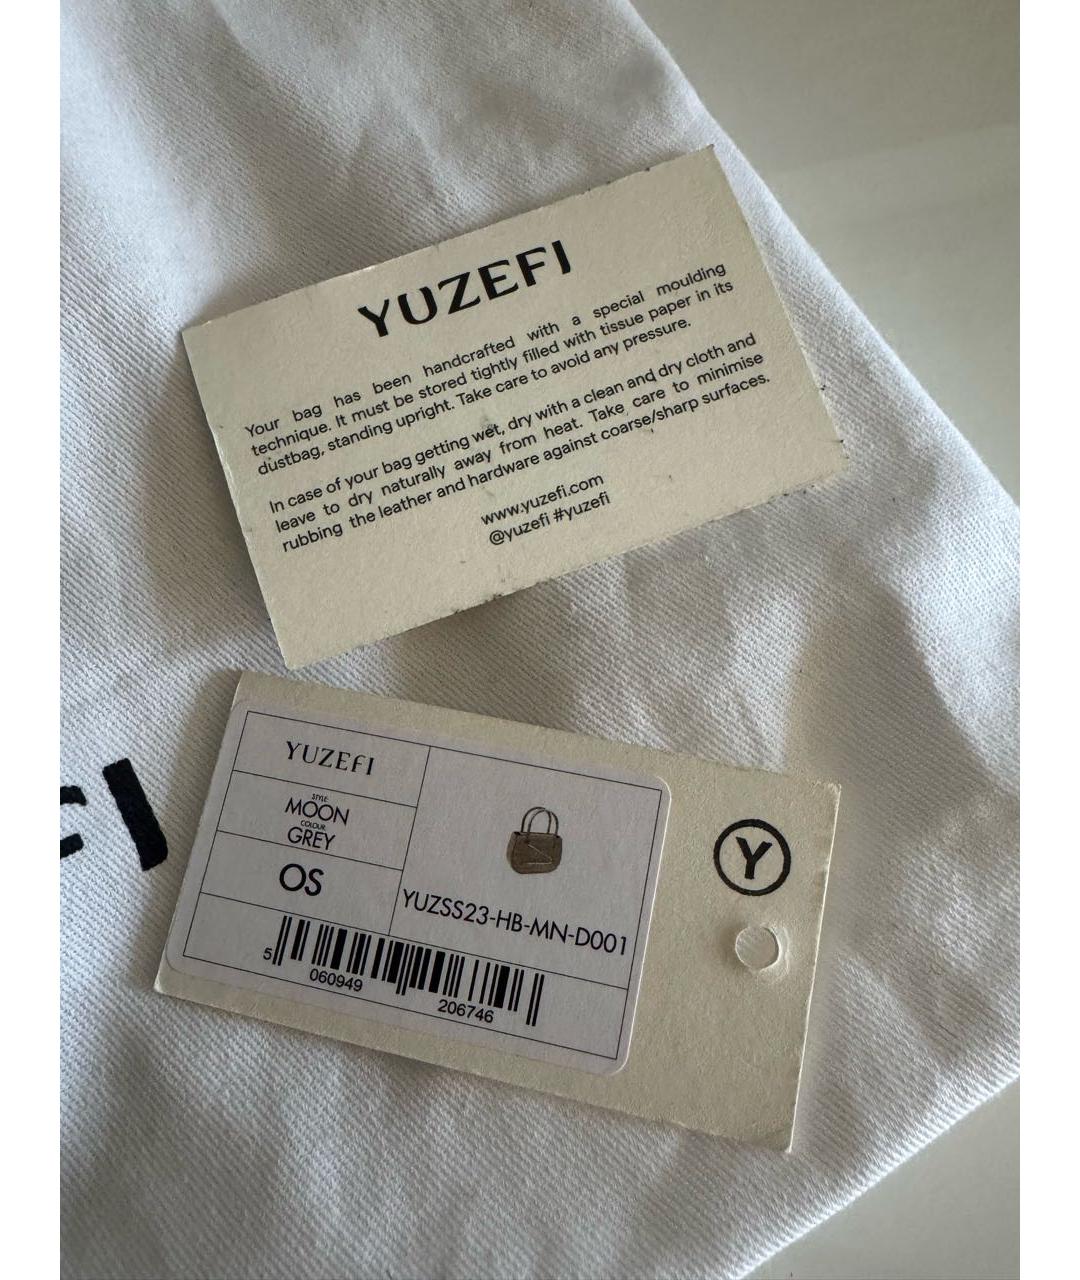 YUZEFI
Your bag has been handcrafted with a special moulding
technique. It must be stored tightly filled with tissue paper in its
dustbag, standing upright. Take care to avoid any pressure.
In case of your bag getting wet, dry with a clean and dry cloth and
leave to dry naturally away from heat. Take care to minimise
rubbing the leather and hardware against coarse/sharp surfaces.
www.yuzefi.com
@yuzefi #yuzefi
FI
YUZEFI
STYLE:
MOON
COLOUR:
GREY
OS
YUZSS23-HB-MN-D001
5 060949 206746
Y